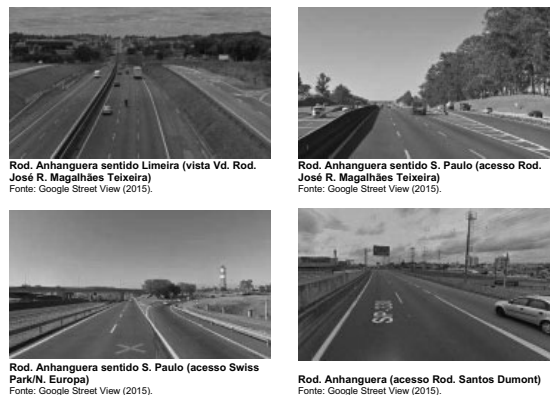 Rod. Anhanguera sentido Limeira (vista Vd. Rod.
José R. Magalhães Teixeira)
Fonte: Google Street View (2015).
Rod. Anhanguera sentido S. Paulo (acesso Rod.
José R. Magalhães Teixeira)
Fonte: Google Street View (2015).
Rod. Anhanguera sentido S. Paulo (acesso Swiss
Park/N. Europa)
Fonte: Google Street View (2015).
Rod. Anhanguera (acesso Rod. Santos Dumont)
Fonte: Google Street View (2015).